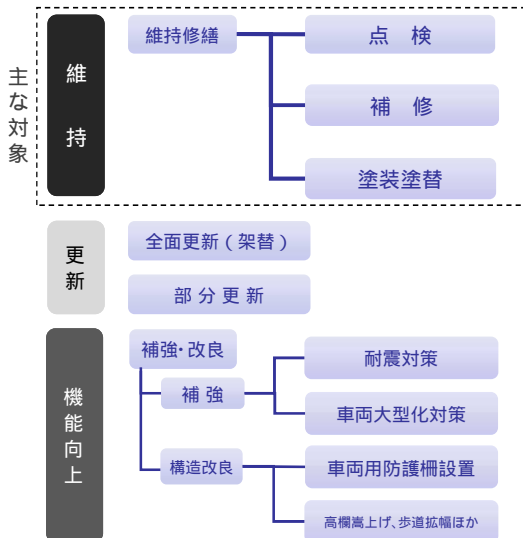 主な対象
維持
維持修繕
点 検
補 修
塗装塗替
更新
全面更新(架替)
部分更新
機能向上
補強・改良
補強
耐震対策
車両大型化対策
構造改良
車両用防護柵設置
高欄嵩上げ、歩道拡幅ほか